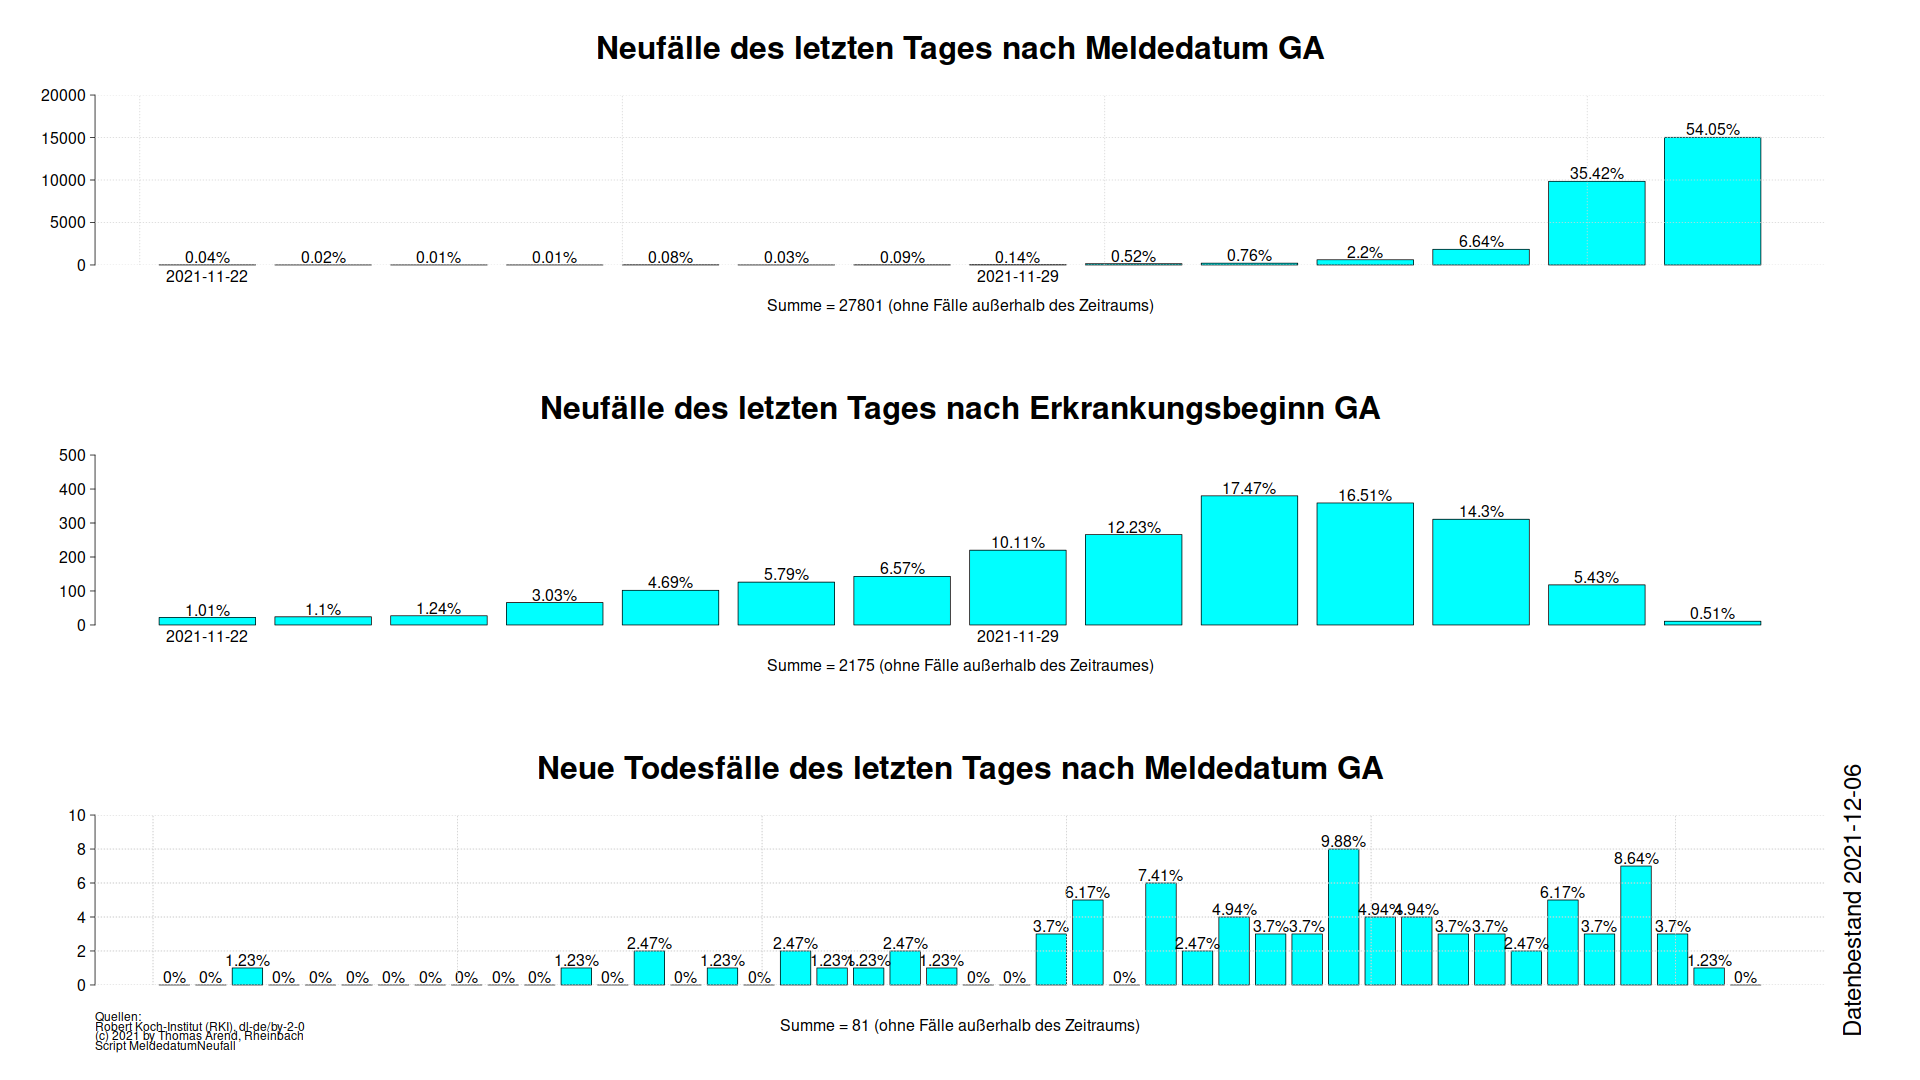 Neufälle des letzten Tages nach Meldedatum GA
20000
15000
10000
5000
0
0.04% 0.02% 0.01% 0.01% 0.08% 0.03% 0.09% 0.14% 0.52% 0.76% 2.2% 6.64% 35.42% 54.05%
2021-11-22 2021-11-29
Summe = 27801 (ohne Fälle außerhalb des Zeitraums)
Neufälle des letzten Tages nach Erkrankungsbeginn GA
500
400
300
200
100
0
1.01% 1.1% 1.24% 3.03% 4.69% 5.79% 6.57% 10.11% 12.23% 17.47% 16.51% 14.3% 5.43% 0.51%
2021-11-22 2021-11-29
Summe = 2175 (ohne Fälle außerhalb des Zeitraumes)
Neue Todesfälle des letzten Tages nach Meldedatum GA
10
8
6
4
2
0
0% 0% 1.23% 0% 0% 0% 0% 0% 0% 0% 0% 1.23% 0% 2.47% 0% 1.23% 0% 2.47% 1.23% 1.23% 2.47% 1.23% 0% 0% 3.7% 6.17% 0% 7.41% 2.47% 4.94% 3.7% 3.7% 9.88% 4.94% 4.94% 3.7% 3.7% 2.47% 6.17% 3.7% 8.64% 3.7% 1.23% 0%
Summe = 81 (ohne Fälle außerhalb des Zeitraums)
Quellen:
Robert Koch-Institut (RKI), dl-de/by-2-0
(c) 2021 by Thomas Arend, Rheinbach
Script MeldedatumNeufall
Datenbestand 2021-12-06